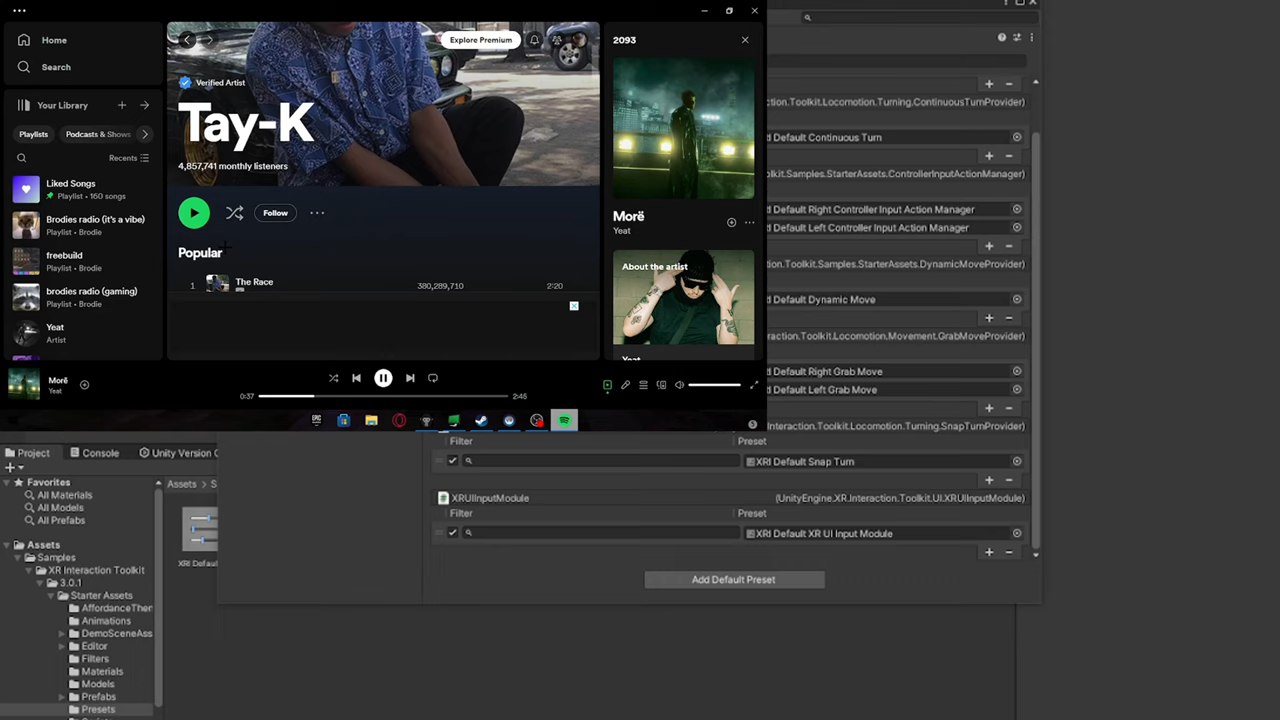 Home
Search
Your Library
Playlists
Podcasts & Shows
Recents
Liked Songs
Playlist • 160 songs
Brodies radio (it's a vibe)
Playlist • Brodie
freebuild
Playlist • Brodie
brodies radio (gaming)
Playlist • Brodie
Yeat
Artist
Explore Premium
Verified Artist
Tay-K
4,857,741 monthly listeners
Follow
Popular
1
The Race
380,289,710
2:20
2093
Morë
Yeat
About the artist
Morë
Yeat
0:37
2:45
EPIC
ction.Toolkit.Locomotion.Turning.ContinuousTurnProvider)
d Default Continuous Turn
olkit.Samples.StarterAssets.ControllerInputActionManager)
d Default Right Controller Input Action Manager
d Default Left Controller Input Action Manager
tion.Toolkit.Samples.StarterAssets.DynamicMoveProvider)
d Default Dynamic Move
raction.Toolkit.Locomotion.Movement.GrabMoveProvider)
d Default Right Grab Move
d Default Left Grab Move
Interaction.Toolkit.Locomotion.Turning.SnapTurnProvider)
Filter
Preset
XRI Default Snap Turn
XRUIInputModule
(UnityEngine.XR.Interaction.Toolkit.UI.XRUIInputModule)
Filter
Preset
XRI Default XR UI Input Module
Add Default Preset
Project
Console
Unity Version C
Favorites
All Materials
All Models
All Prefabs
Assets
Samples
XR Interaction Toolkit
3.0.1
Starter Assets
AffordanceThem
Animations
DemoSceneAss
Editor
Filters
Materials
Models
Prefabs
Presets
Assets > S
XRI Defau